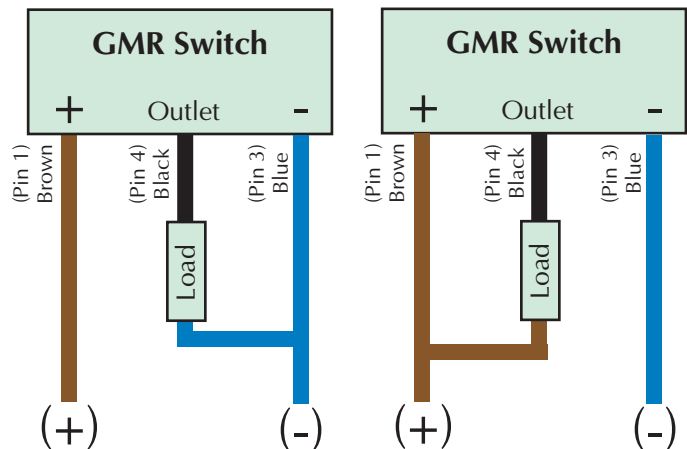 GMR Switch
+ Outlet -
(Pin 1)
Brown
(Pin 4)
Black
(Pin 3)
Blue
Load
(+) (-)
GMR Switch
+ Outlet -
(Pin 1)
Brown
(Pin 4)
Black
(Pin 3)
Blue
Load
(+) (-)